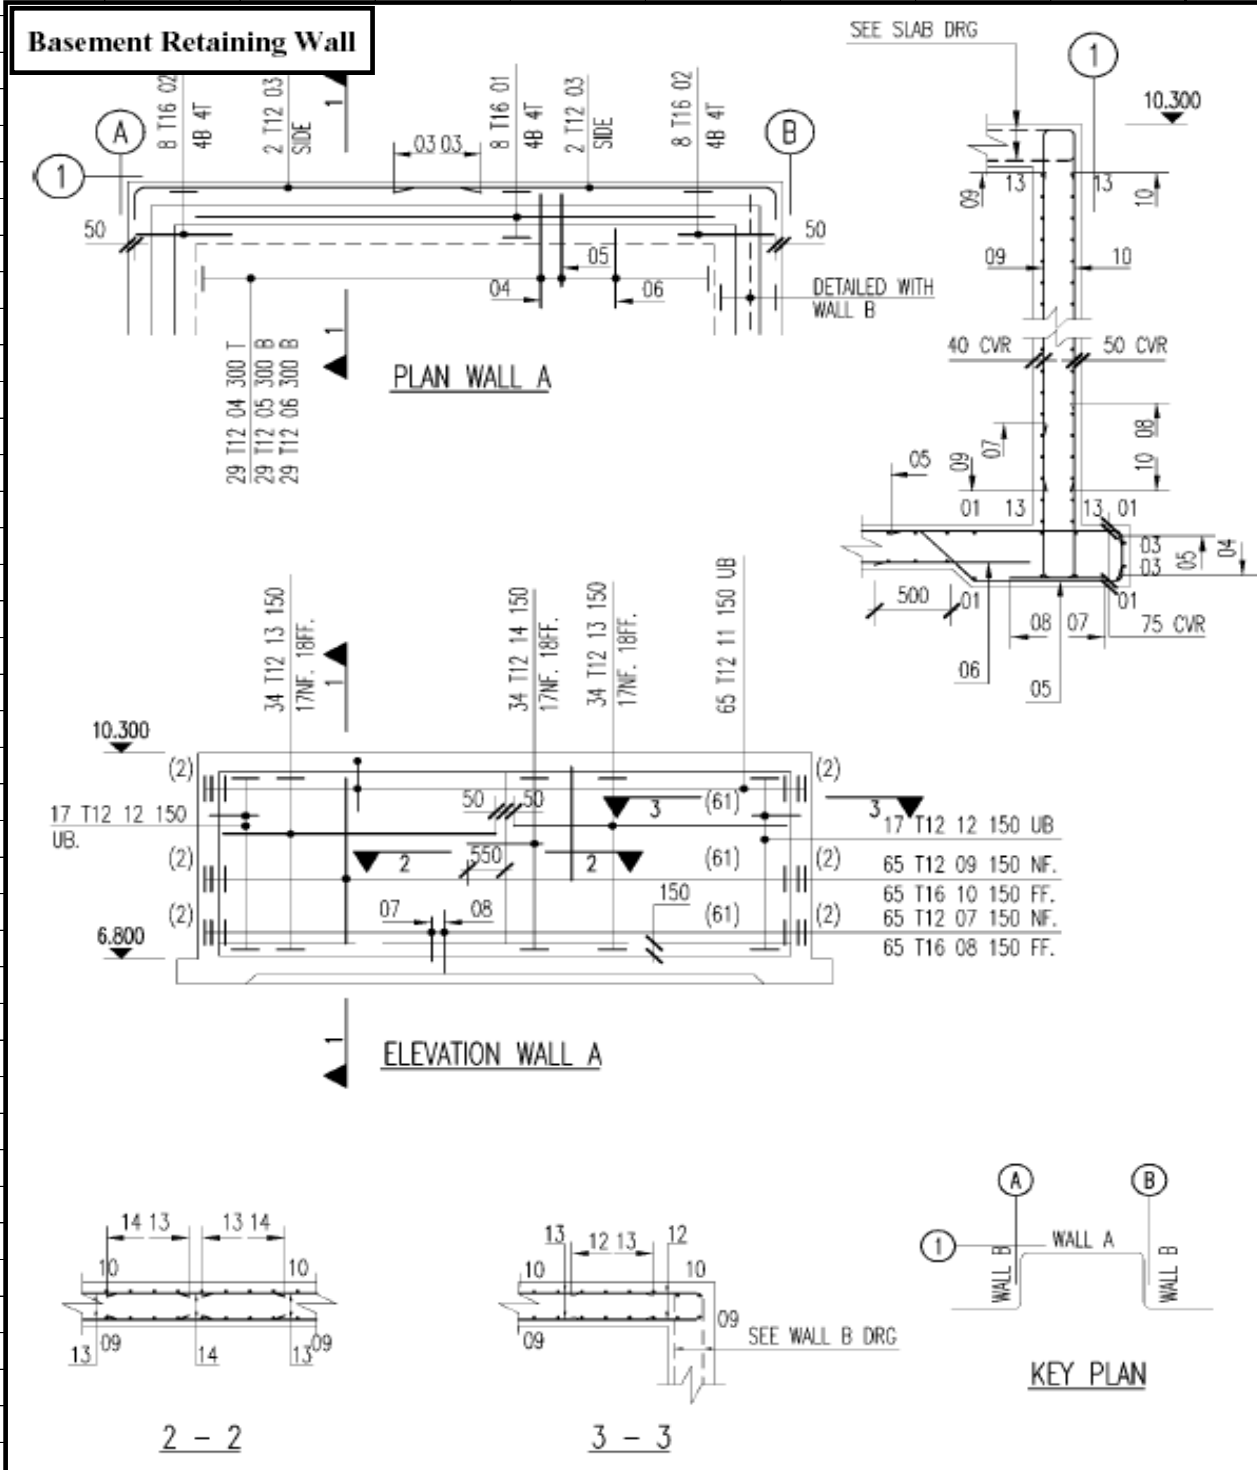 Basement Retaining Wall
SEE SLAB DRG
1
10.300
8 T16 02
4B 4T
2 T12 03
SIDE
1
8 T16 01
4B 4T
2 T12 03
SIDE
8 T16 02
4B 4T
A
B
1
03 03
50
50
05
04
06
DETAILED WITH
WALL B
1
29 T12 04 300 T
29 T12 05 300 B
29 T12 06 300 B
PLAN WALL A
09
13
13
10
09
10
40 CVR
50 CVR
07
08
09
10
05
01
13
13
01
03
03
05
04
500
01
01
08
07
75 CVR
06
05
34 T12 13 150
17NF. 18FF.
34 T12 14 150
17NF. 18FF.
34 T12 13 150
17NF. 18FF.
65 T12 11 150 UB
1
10.300
(2)
(2)
17 T12 12 150
UB.
50
50
(61)
3
3
17 T12 12 150 UB
(2)
2
550
2
(61)
(2)
65 T12 09 150 NF.
65 T16 10 150 FF.
150
(2)
07
08
(61)
(2)
65 T12 07 150 NF.
65 T16 08 150 FF.
6.800
1
ELEVATION WALL A
14 13
13 14
10
10
09
09
13
14
13
2 - 2
13
12 13
12
10
10
09
09
SEE WALL B DRG
3 - 3
A
B
1
WALL A
WALL B
WALL B
KEY PLAN